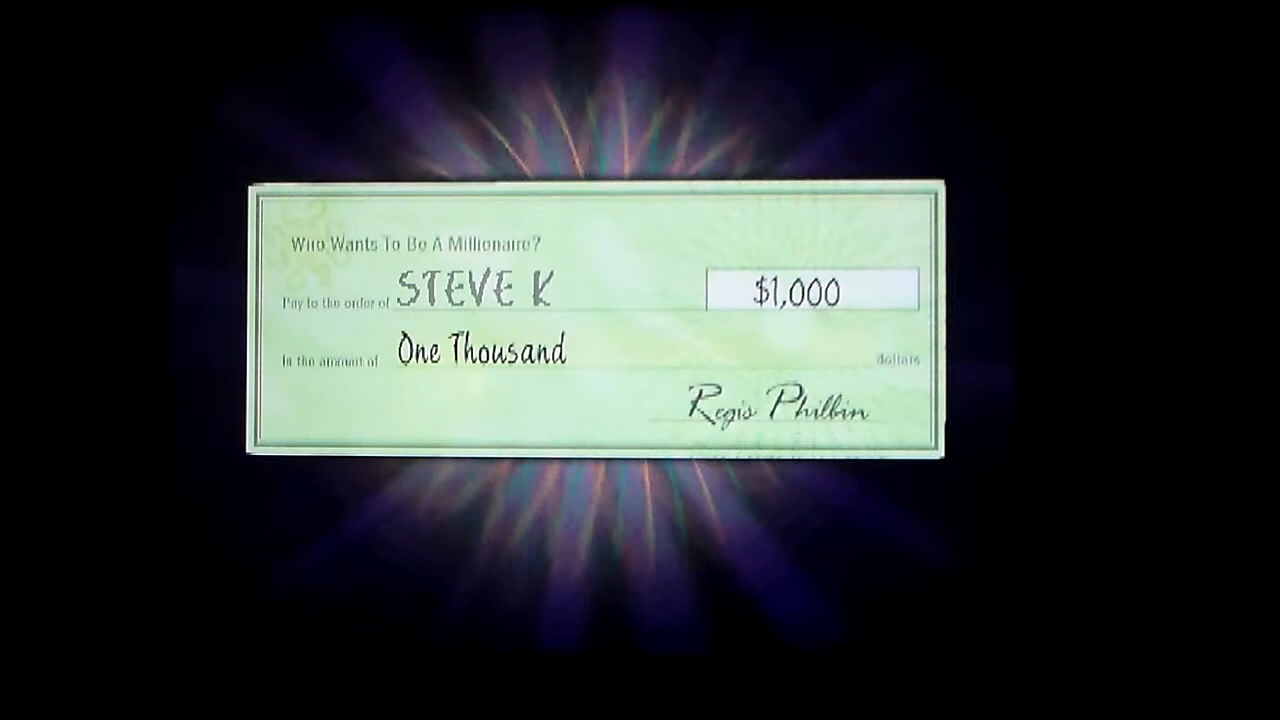 Who Wants To Be A Millionaire?
Pay to the order of STEVE K $1,000
In the amount of One Thousand dollars
Regis Philbin